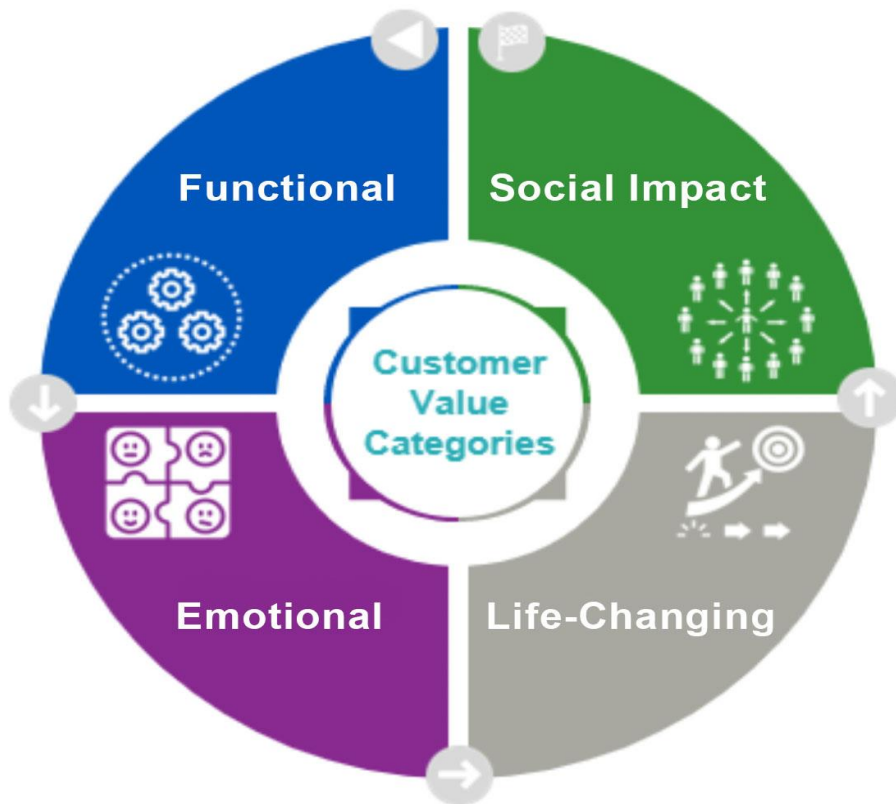 Functional
Social Impact
Customer
Value
Categories
Emotional
Life-Changing